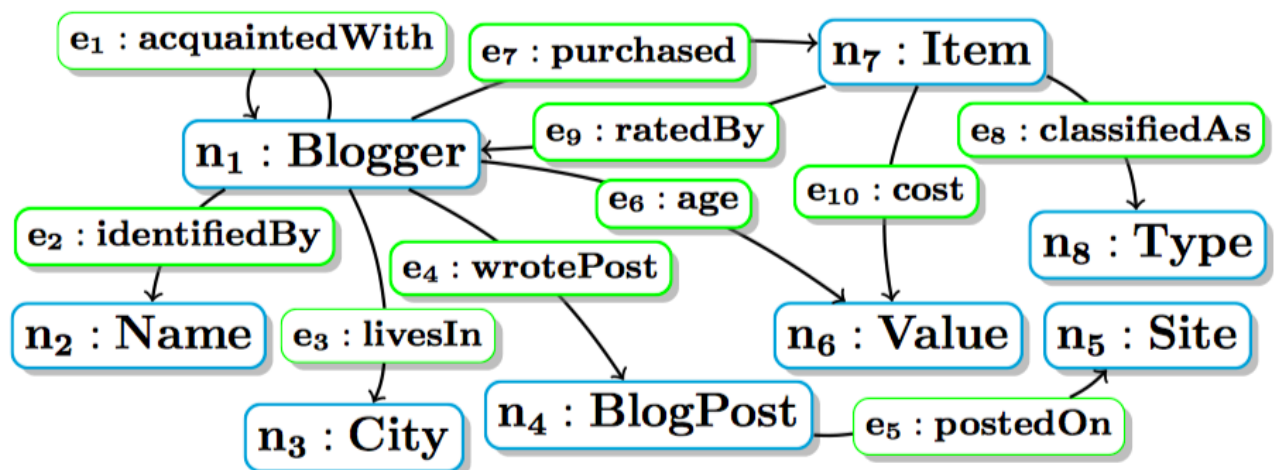 e₁ : acquaintedWith
e₇ : purchased
n₇ : Item
e₉ : ratedBy
e₈ : classifiedAs
n₁ : Blogger
e₆ : age
e₁₀ : cost
e₂ : identifiedBy
e₄ : wrotePost
n₈ : Type
n₂ : Name
e₃ : livesIn
n₆ : Value
n₅ : Site
n₃ : City
n₄ : BlogPost
e₅ : postedOn